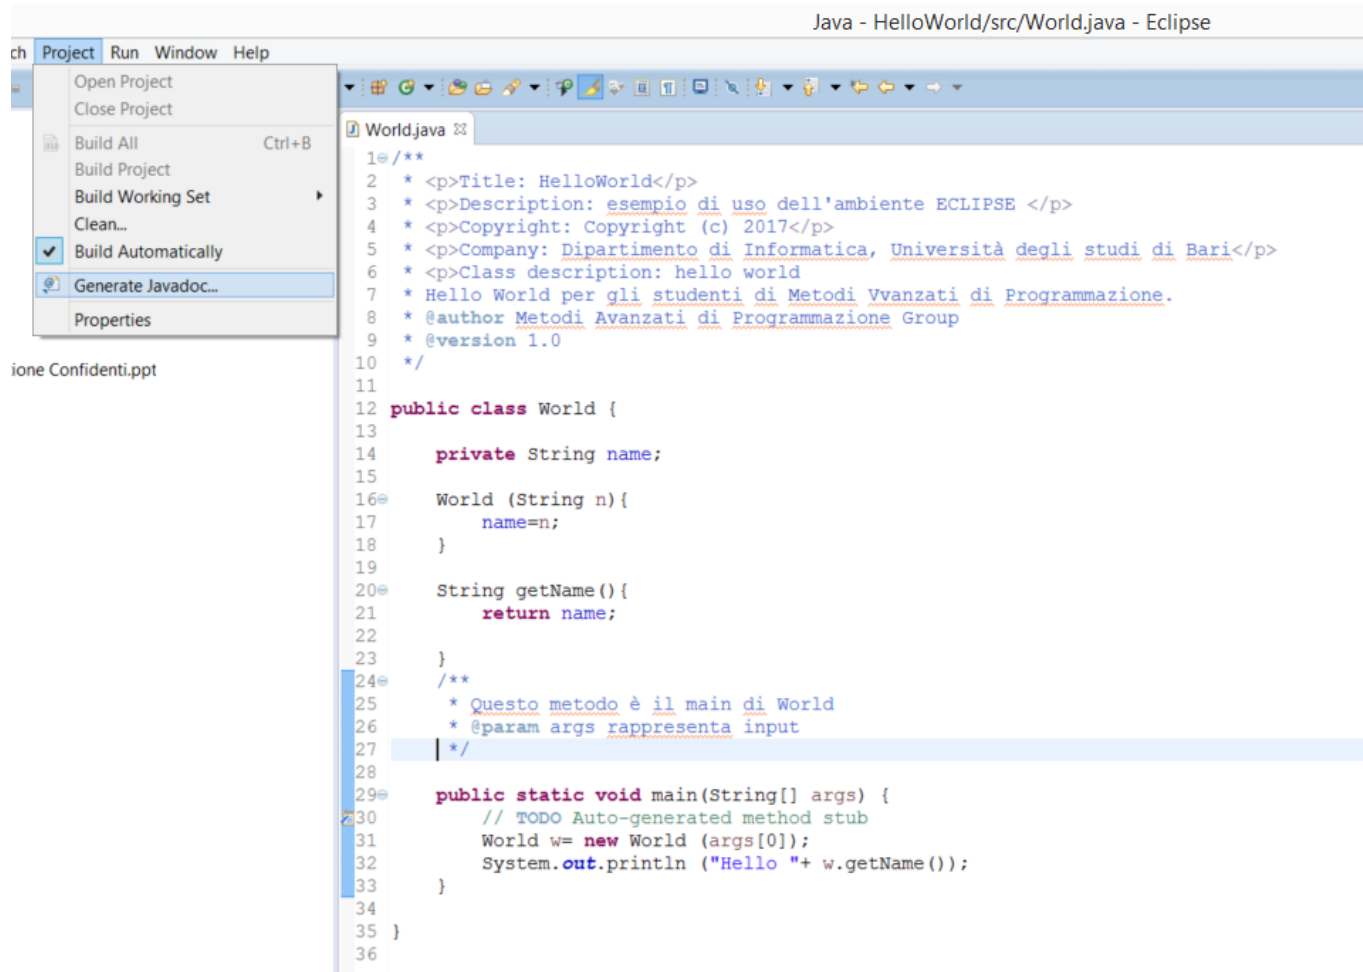 Java - HelloWorld/src/World.java - Eclipse
ch Project Run Window Help
Open Project
Close Project
Build All Ctrl+B
Build Project
Build Working Set
Clean...
Build Automatically
Generate Javadoc...
Properties
ione Confidenti.ppt
World.java
1 /**
2 * <p>Title: HelloWorld</p>
3 * <p>Description: esempio di uso dell'ambiente ECLIPSE </p>
4 * <p>Copyright: Copyright (c) 2017</p>
5 * <p>Company: Dipartimento di Informatica, Università degli studi di Bari</p>
6 * <p>Class description: hello world
7 * Hello World per gli studenti di Metodi Vvanzati di Programmazione.
8 * @author Metodi Avanzati di Programmazione Group
9 * @version 1.0
10 */
11
12 public class World {
13
14 private String name;
15
16 World (String n){
17 name=n;
18 }
19
20 String getName(){
21 return name;
22
23 }
24 /**
25 * Questo metodo è il main di World
26 * @param args rappresenta input
27 */
28
29 public static void main(String[] args) {
30 // TODO Auto-generated method stub
31 World w= new World (args[0]);
32 System.out.println ("Hello "+ w.getName());
33 }
34
35 }
36